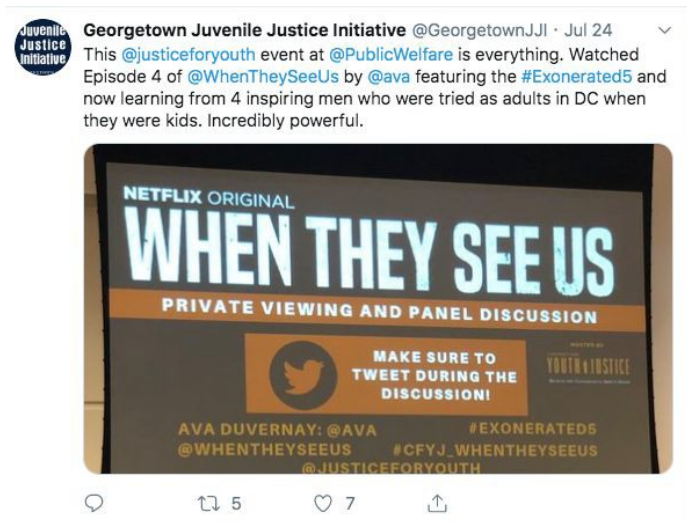 Juvenile
Justice
Initiative
Georgetown Juvenile Justice Initiative @GeorgetownJJI · Jul 24
This @justiceforyouth event at @PublicWelfare is everything. Watched
Episode 4 of @WhenTheySeeUs by @ava featuring the #Exonerated5 and
now learning from 4 inspiring men who were tried as adults in DC when
they were kids. Incredibly powerful.
NETFLIX ORIGINAL
WHEN THEY SEE US
PRIVATE VIEWING AND PANEL DISCUSSION
MAKE SURE TO
TWEET DURING THE
DISCUSSION!
HOSTED BY
YOUTH JUSTICE
AVA DUVERNAY: @AVA #EXONERATED5
@WHENTHEYSEEUS #CFYJ_WHENTHEYSEEUS
@JUSTICEFORYOUTH
5 7